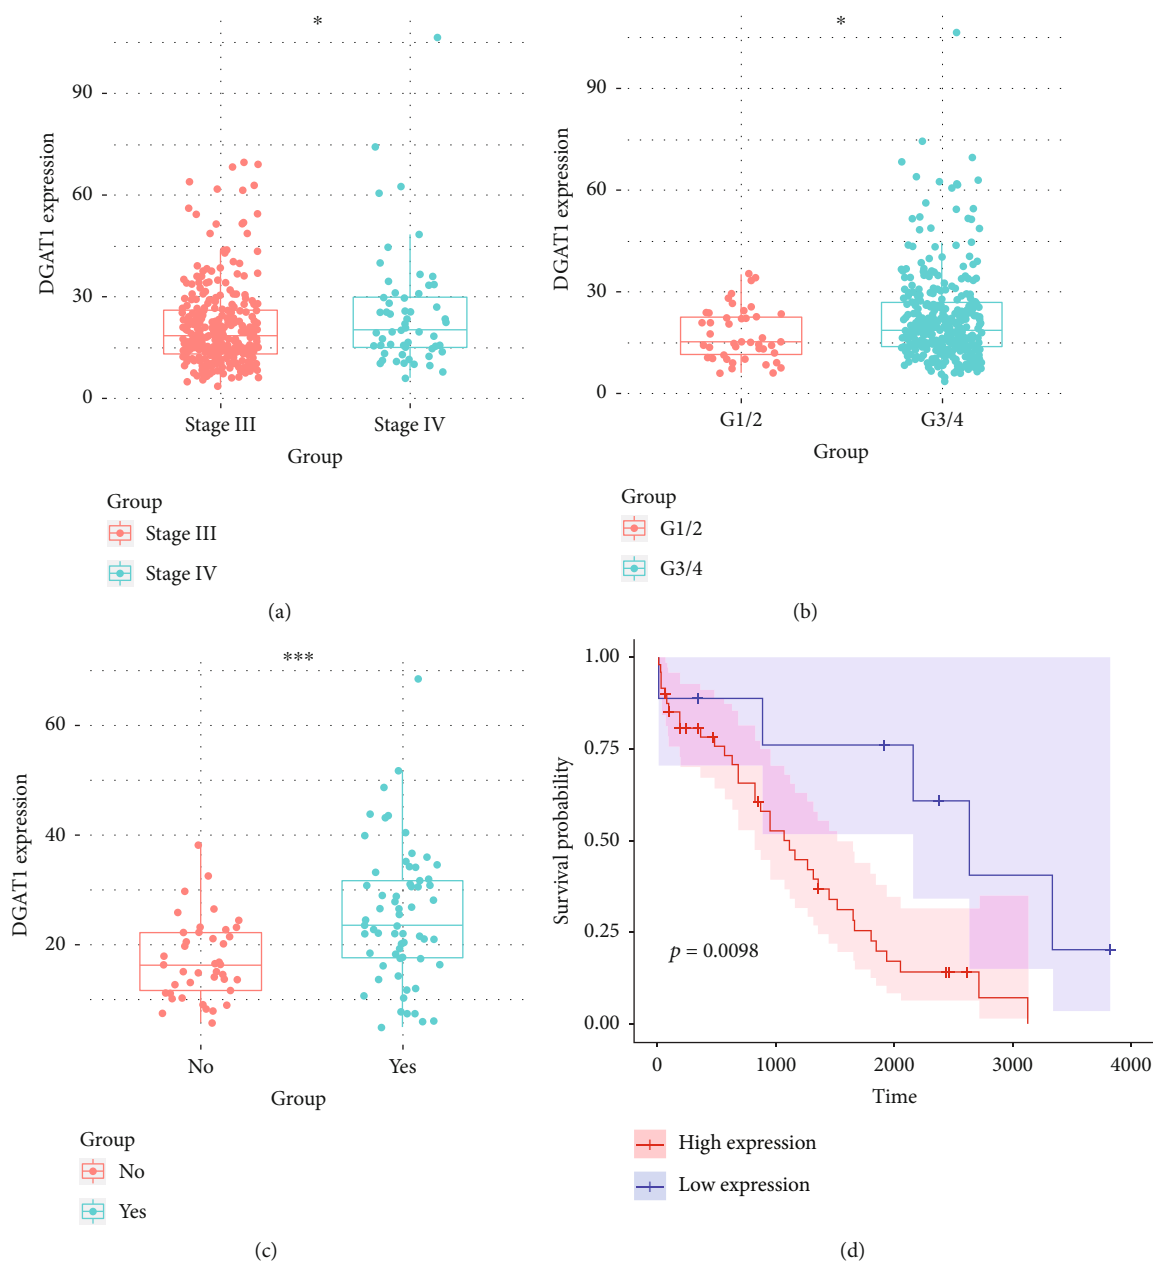 *
90
60
30
0
DGAT1 expression
Stage III
Stage IV
Group
Group
Stage III
Stage IV
(a)
*
90
60
30
0
DGAT1 expression
G1/2
G3/4
Group
Group
G1/2
G3/4
(b)
***
60
40
20
DGAT1 expression
No
Yes
Group
Group
No
Yes
(c)
1.00
0.75
0.50
0.25
0.00
Survival probability
p = 0.0098
0
1000
2000
3000
4000
Time
High expression
Low expression
(d)